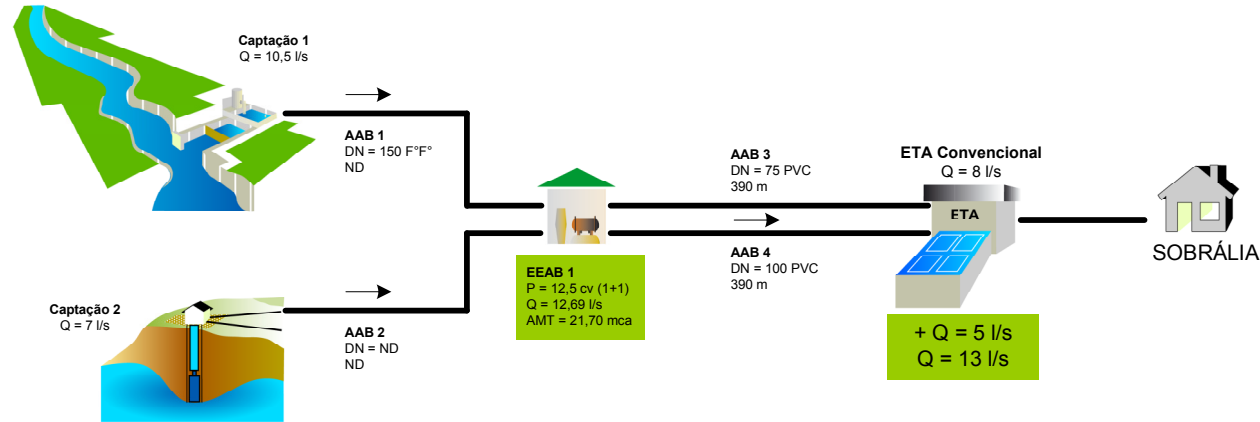 Captação 1
Q = 10,5 l/s
AAB 1
DN = 150 F°F°
ND
AAB 3
DN = 75 PVC
390 m
ETA Convencional
Q = 8 l/s
ETA
SOBRÁLIA
AAB 4
DN = 100 PVC
390 m
EEAB 1
P = 12,5 cv (1+1)
Q = 12,69 l/s
AMT = 21,70 mca
Captação 2
Q = 7 l/s
AAB 2
DN = ND
ND
+ Q = 5 l/s
Q = 13 l/s